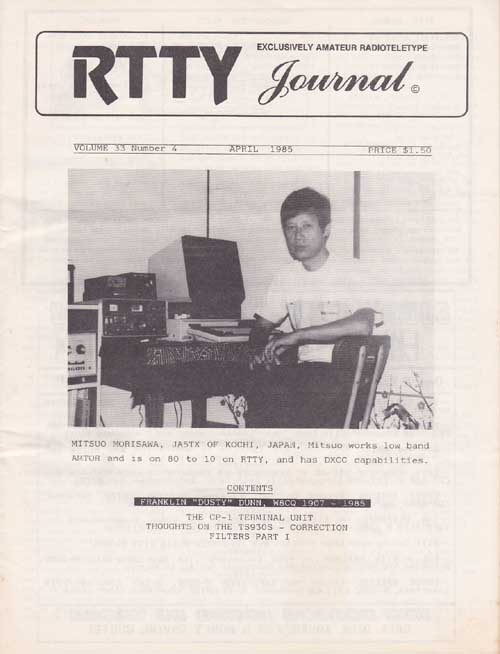 EXCLUSIVELY AMATEUR RADIOTELETYPE
RTTY Journal ©
VOLUME 33 Number 4 APRIL 1985 PRICE $1.50
MITSUO MORISAWA, JA5TX OF KOCHI, JAPAN, Mitsuo works low band
AMTOR and is on 80 to 10 on RTTY, and has DXCC capabilities.
CONTENTS
FRANKLIN "DUSTY" DUNN, W8CQ 1907 - 1985
THE CP-1 TERMINAL UNIT
THOUGHTS ON THE TS930S - CORRECTION
FILTERS PART I